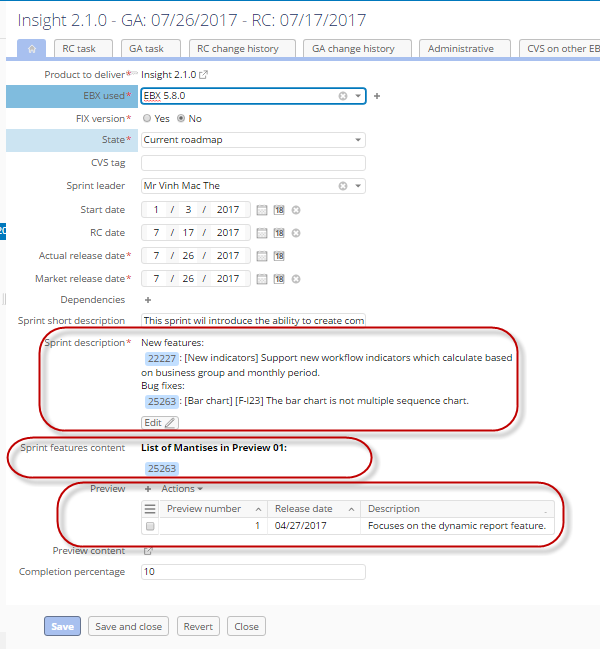 Insight 2.1.0 - GA: 07/26/2017 - RC: 07/17/2017
RC task GA task RC change history GA change history Administrative CVS on other EB
Product to deliver* Insight 2.1.0
EBX used* EBX 5.8.0
FIX version* Yes No
State* Current roadmap
CVS tag
Sprint leader Mr Vinh Mac The
Start date 1 / 3 / 2017 18
RC date 7 / 17 / 2017 18
Actual release date* 7 / 26 / 2017 18
Market release date* 7 / 26 / 2017 18
Dependencies +
Sprint short description This sprint wil introduce the ability to create com
Sprint description* New features:
22227 : [New indicators] Support new workflow indicators which calculate based
on business group and monthly period.
Bug fixes:
25263 : [Bar chart] [F-I23] The bar chart is not multiple sequence chart.
Edit
Sprint features content List of Mantises in Preview 01:
25263
Preview + Actions
Preview number Release date Description
1 04/27/2017 Focuses on the dynamic report feature.
Preview content
Completion percentage 10
Save Save and close Revert Close